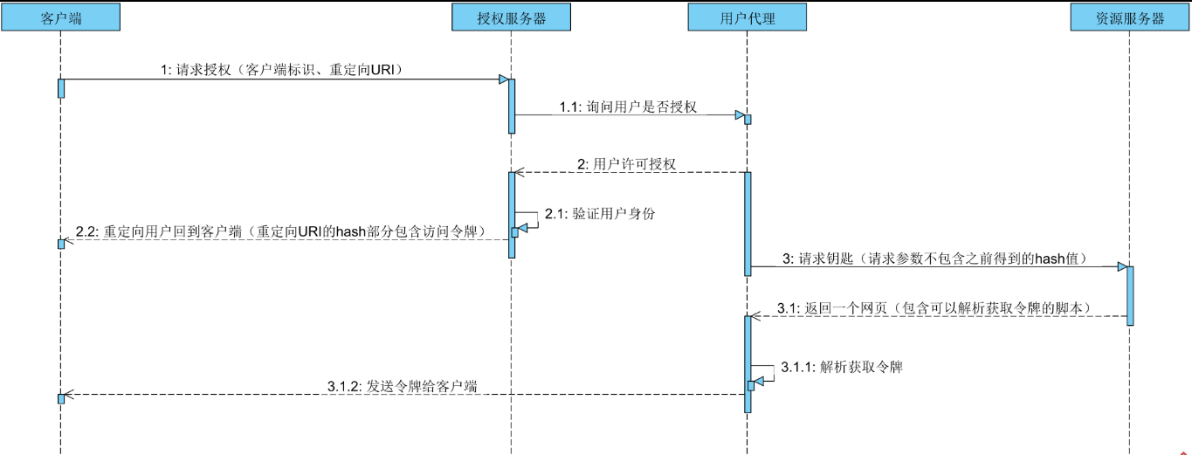 客户端
授权服务器
用户代理
资源服务器
1: 请求授权（客户端标识、重定向URI）
1.1: 询问用户是否授权
2: 用户许可授权
2.1: 验证用户身份
2.2: 重定向用户回到客户端（重定向URI的hash部分包含访问令牌）
3: 请求钥匙（请求参数不包含之前得到的hash值）
3.1: 返回一个网页（包含可以解析获取令牌的脚本）
3.1.1: 解析获取令牌
3.1.2: 发送令牌给客户端